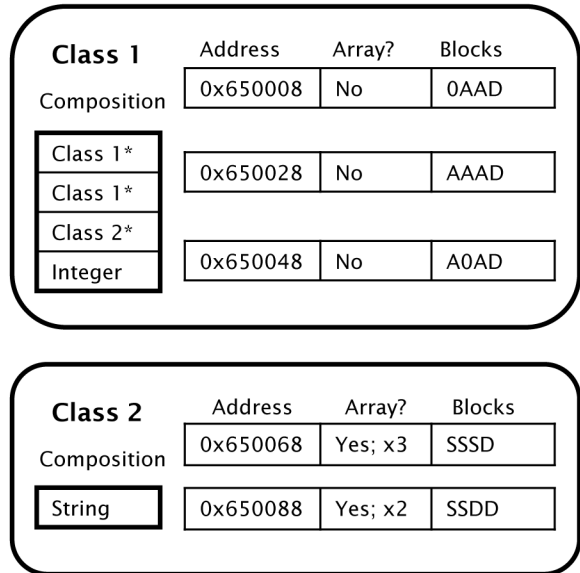 Class 1 Address Array? Blocks
Composition 0x650008 No 0AAD
Class 1*
Class 1* 0x650028 No AAAD
Class 2*
Integer 0x650048 No A0AD
Class 2 Address Array? Blocks
Composition 0x650068 Yes; x3 SSSD
String 0x650088 Yes; x2 SSDD